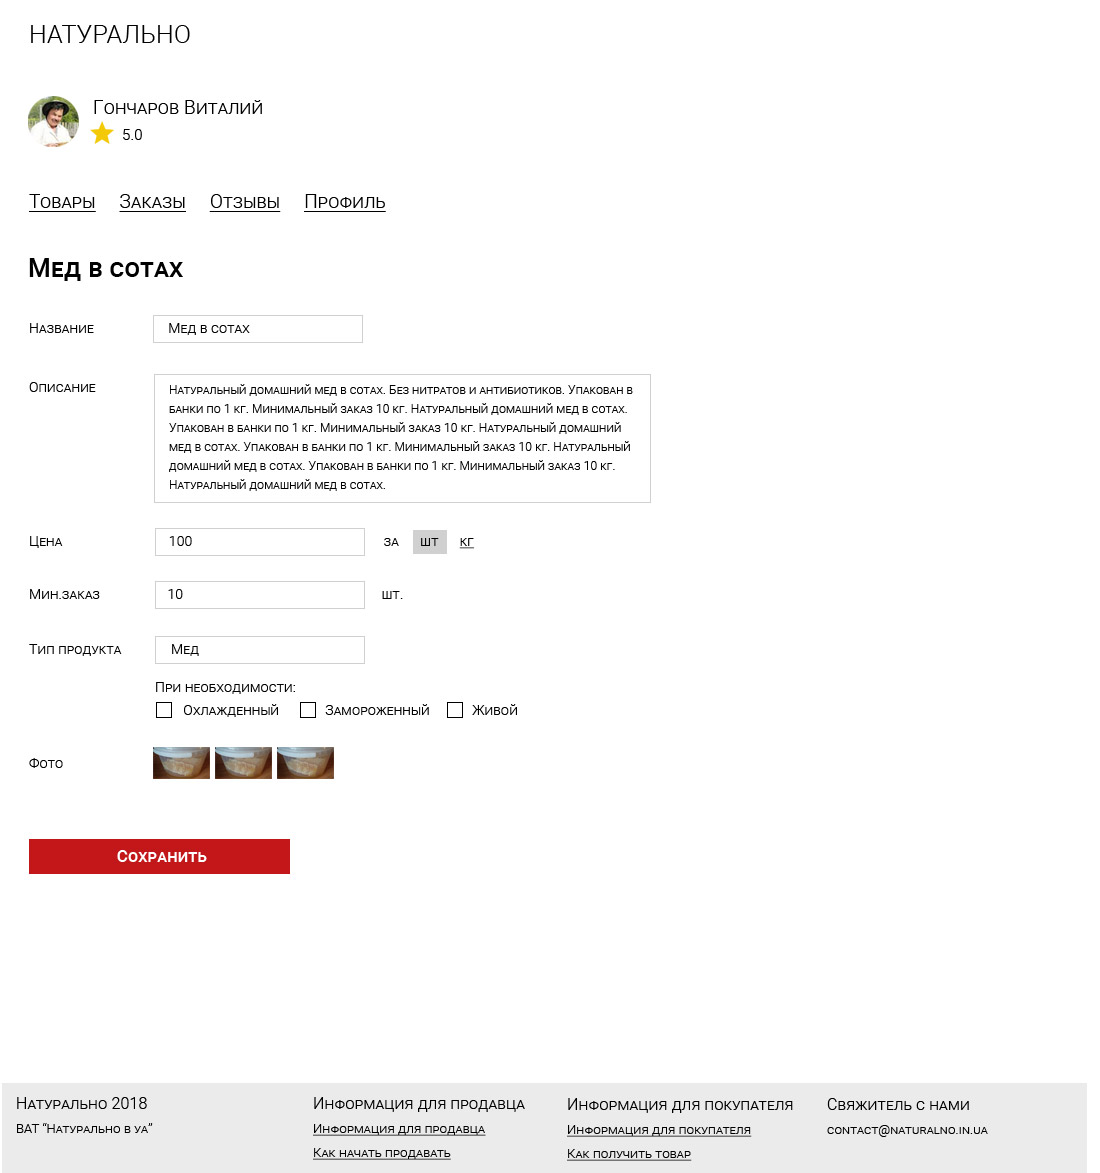 НАТУРАЛЬНО
Гончаров Виталий
5.0
Товары Заказы Отзывы Профиль
Мед в сотах
Название Мед в сотах
Описание
Натуральный домашний мед в сотах. Без нитратов и антибиотиков. Упакован в
банки по 1 кг. Минимальный заказ 10 кг. Натуральный домашний мед в сотах.
Упакован в банки по 1 кг. Минимальный заказ 10 кг. Натуральный домашний
мед в сотах. Упакован в банки по 1 кг. Минимальный заказ 10 кг. Натуральный
домашний мед в сотах. Упакован в банки по 1 кг. Минимальный заказ 10 кг.
Натуральный домашний мед в сотах.
Цена 100 за шт кг
Мин.заказ 10 шт.
Тип продукта Мед
При необходимости:
Охлажденный Замороженный Живой
Фото
Сохранить
Натурально 2018
ВАТ “Натурально в уа”
Информация для продавца
Информация для продавца
Как начать продавать
Информация для покупателя
Информация для покупателя
Как получить товар
Свяжитель с нами
contact@naturalno.in.ua